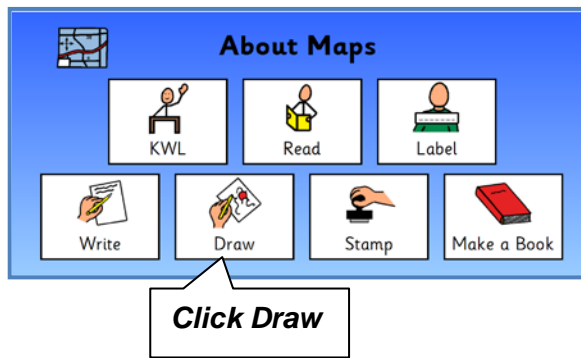 About Maps
KWL Read Label
Write Draw Stamp Make a Book
Click Draw